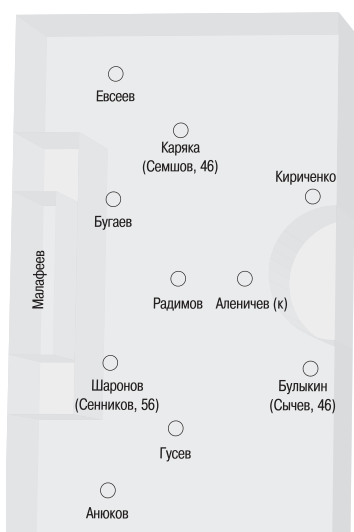 Евсеев
Каряка
(Семшов, 46)
Кириченко
Бугаев
Малафеев
Радимов
Аленичев (к)
Шаронов
(Сенников, 56)
Булыкин
(Сычев, 46)
Гусев
Анюков